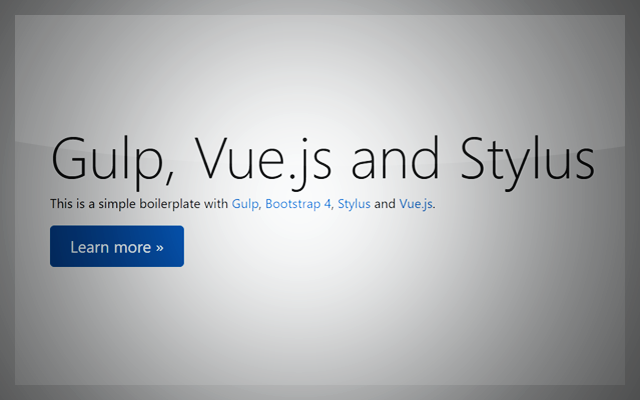 Gulp, Vue.js and Stylus
This is a simple boilerplate with Gulp, Bootstrap 4, Stylus and Vue.js.
Learn more »